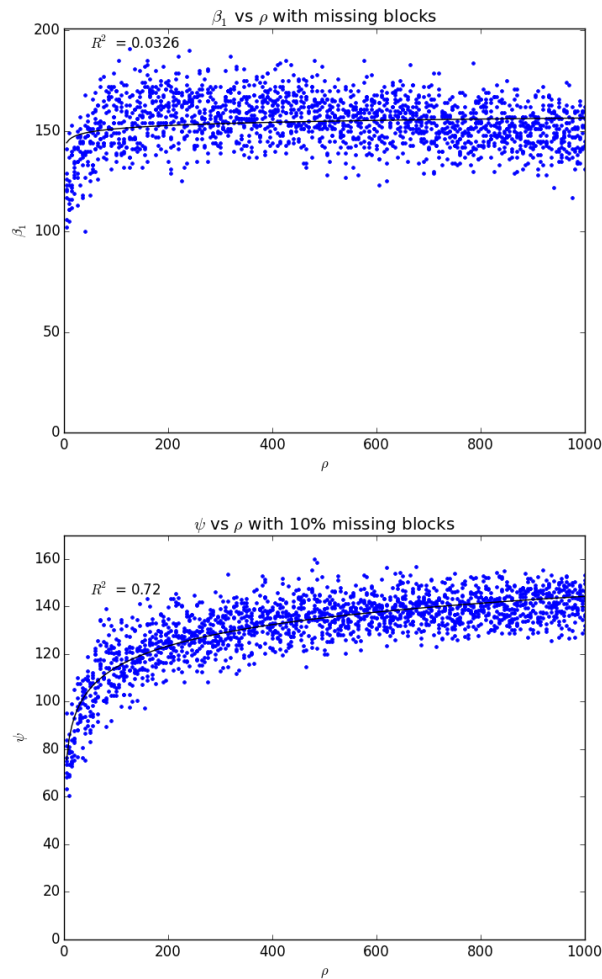 β₁ vs ρ with missing blocks
200
R² = 0.0326
150
β₁
100
50
0
0 200 400 600 800 1000
ρ
ψ vs ρ with 10% missing blocks
160
R² = 0.72
140
120
100
ψ
80
60
40
20
0
0 200 400 600 800 1000
ρ